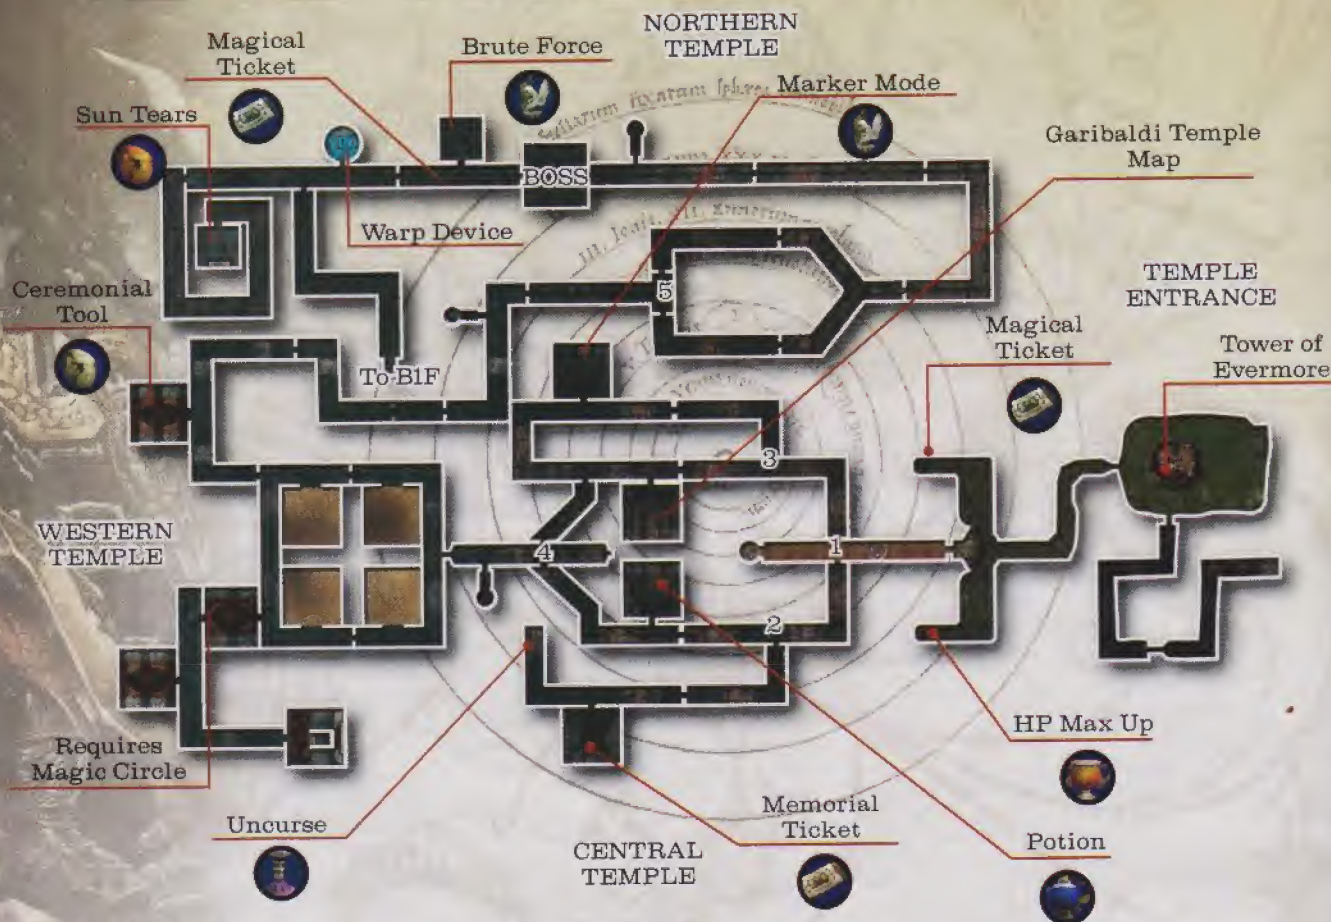 NORTHERN
TEMPLE
Magical
Ticket
Brute Force
Marker Mode
Sun Tears
Garibaldi Temple
Map
BOSS
Warp Device
TEMPLE
ENTRANCE
Ceremonial
Tool
5
Magical
Ticket
Tower of
Evermore
To B1F
3
WESTERN
TEMPLE
4
1
2
Requires
Magic Circle
HP Max Up
Uncurse
Memorial
Ticket
CENTRAL
TEMPLE
Potion